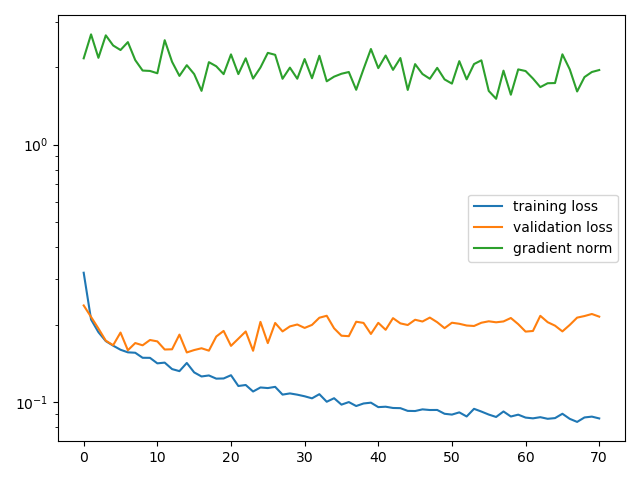 10⁰
10⁻¹
training loss
validation loss
gradient norm
0 10 20 30 40 50 60 70